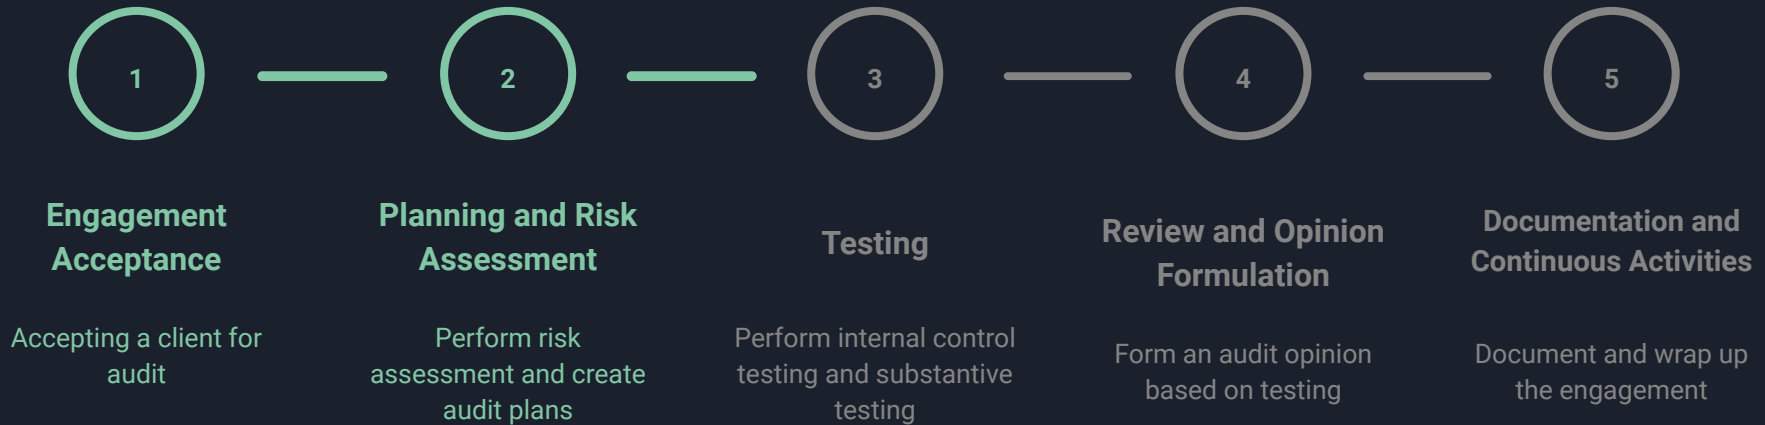 1
2
3
4
5
Engagement
Acceptance
Planning and Risk
Assessment
Testing
Review and Opinion
Formulation
Documentation and
Continuous Activities
Accepting a client for
audit
Perform risk
assessment and create
audit plans
Perform internal control
testing and substantive
testing
Form an audit opinion
based on testing
Document and wrap up
the engagement